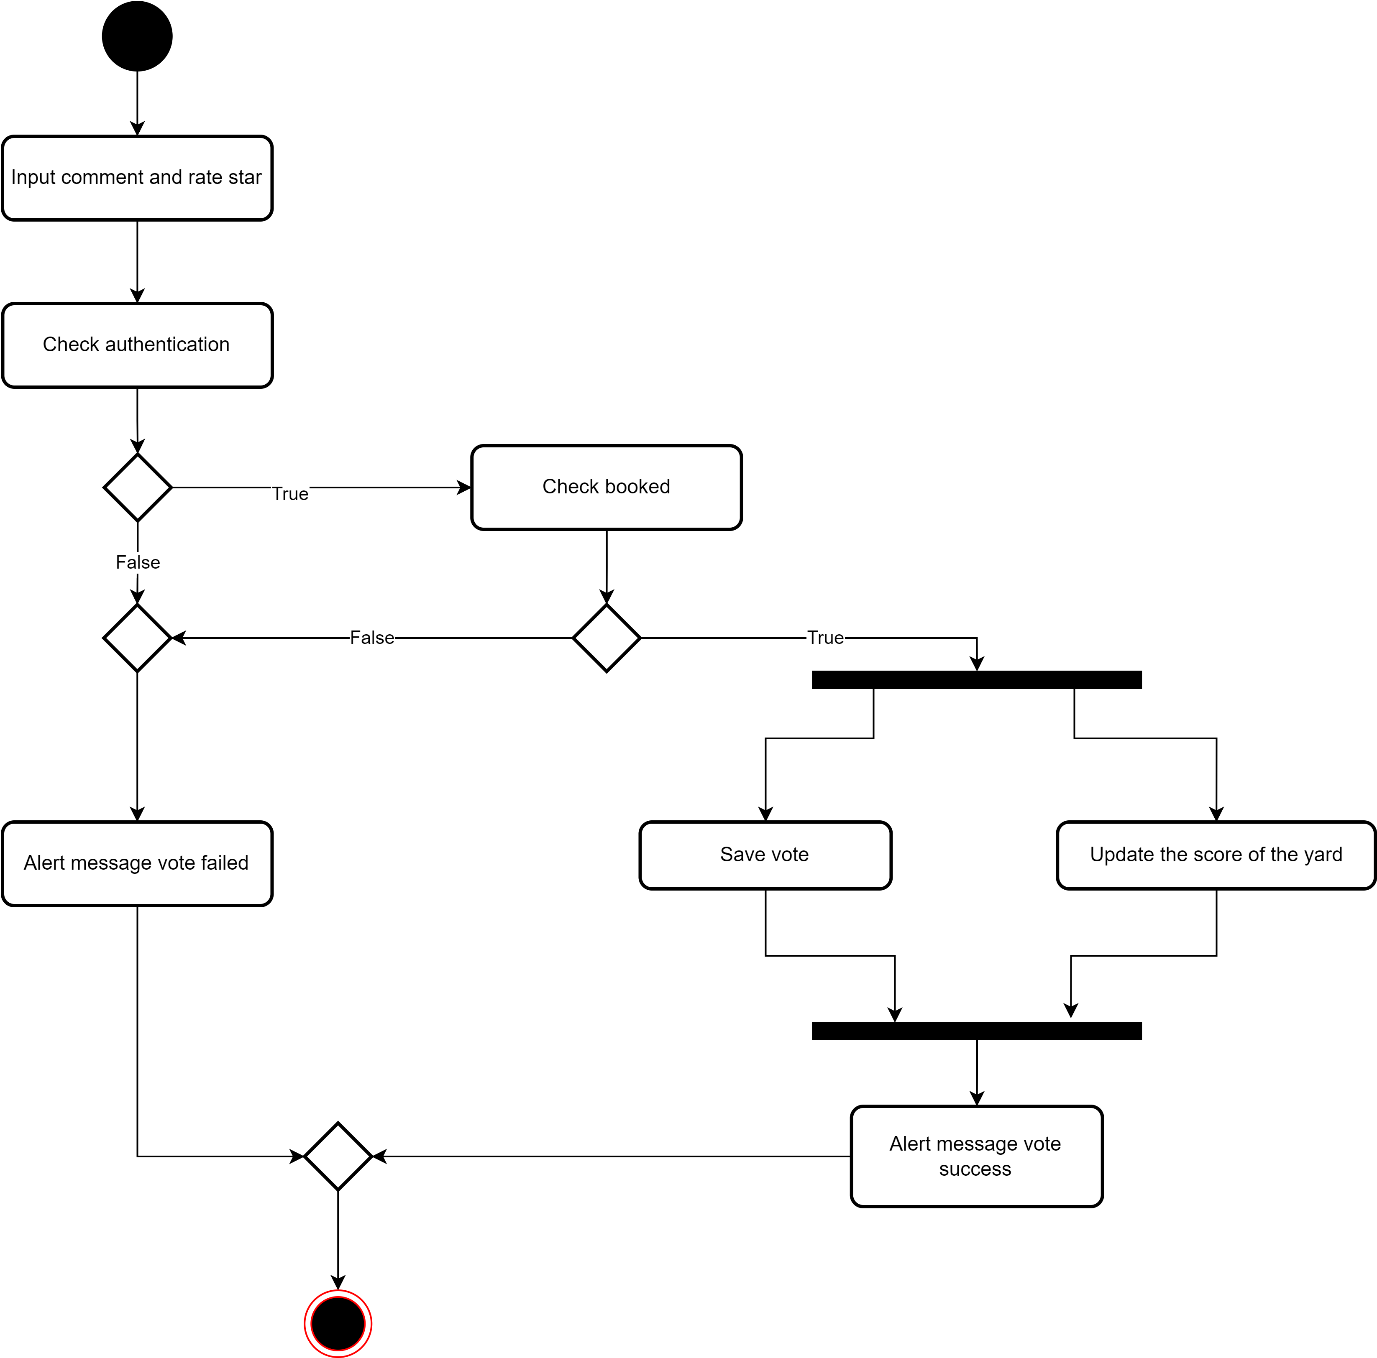 Input comment and rate star
Check authentication
True
Check booked
False
False
True
Save vote
Update the score of the yard
Alert message vote failed
Alert message vote
success